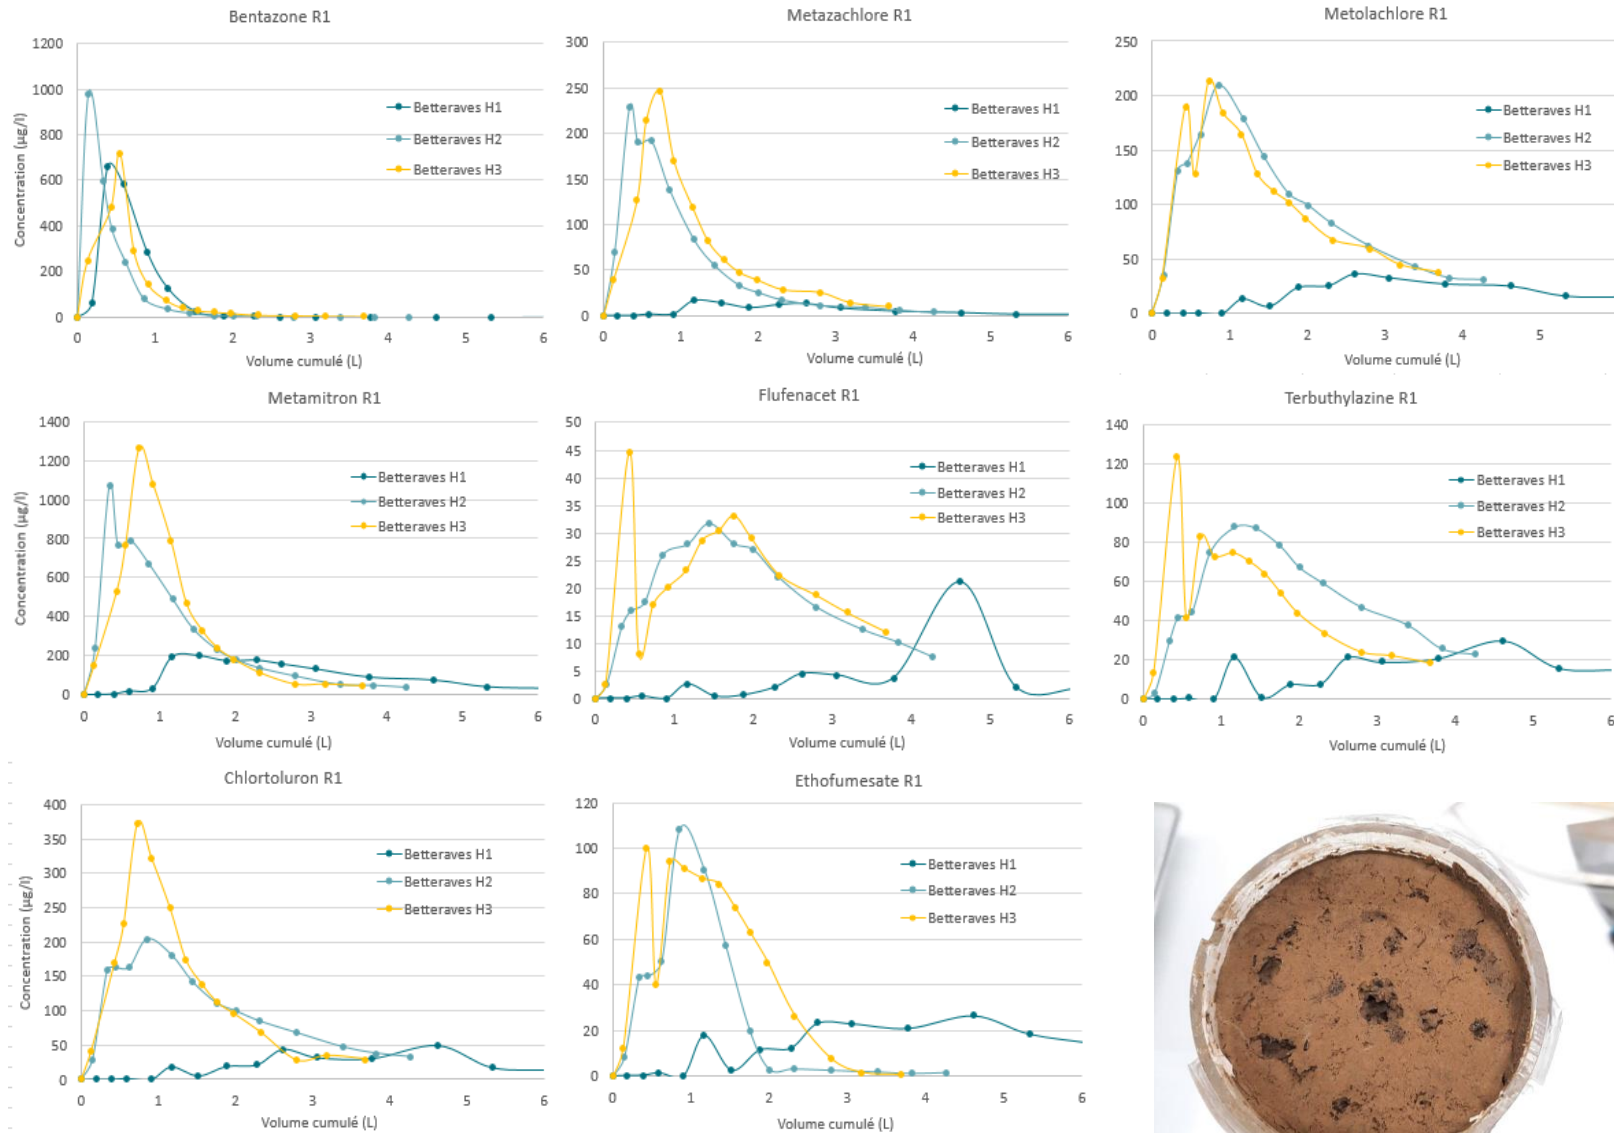 Bentazone R1
1200
1000
800
600
400
200
0
0 1 2 3 4 5 6
Concentration (µg/l)
Volume cumulé (L)
Betteraves H1
Betteraves H2
Betteraves H3
Metazachlore R1
300
250
200
150
100
50
0
0 1 2 3 4 5 6
Volume cumulé (L)
Betteraves H1
Betteraves H2
Betteraves H3
Metolachlore R1
250
200
150
100
50
0
0 1 2 3 4 5
Volume cumulé (L)
Betteraves H1
Betteraves H2
Betteraves H3
Metamitron R1
1400
1200
1000
800
600
400
200
0
0 1 2 3 4 5 6
Concentration (µg/l)
Volume cumulé (L)
Betteraves H1
Betteraves H2
Betteraves H3
Flufenacet R1
50
45
40
35
30
25
20
15
10
5
0
0 1 2 3 4 5 6
Volume cumulé (L)
Betteraves H1
Betteraves H2
Betteraves H3
Terbuthylazine R1
140
120
100
80
60
40
20
0
0 1 2 3 4 5 6
Volume cumulé (L)
Betteraves H1
Betteraves H2
Betteraves H3
Chlortoluron R1
400
350
300
250
200
150
100
50
0
0 1 2 3 4 5 6
Concentration (µg/l)
Volume cumulé (L)
Betteraves H1
Betteraves H2
Betteraves H3
Ethofumesate R1
120
100
80
60
40
20
0
0 1 2 3 4 5 6
Volume cumulé (L)
Betteraves H1
Betteraves H2
Betteraves H3